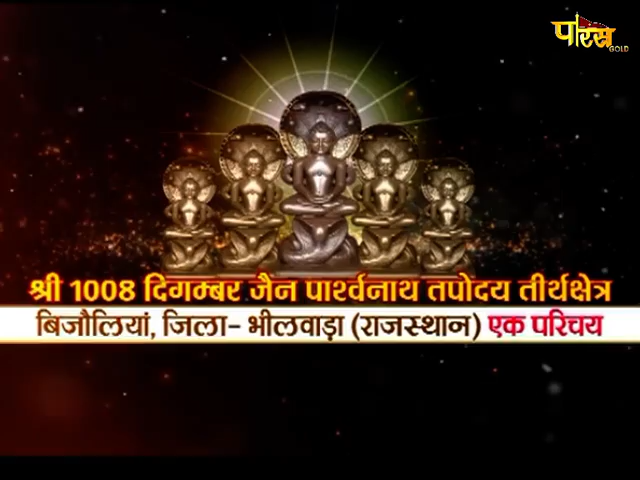 पारस
GOLD
श्री 1008 दिगम्बर जैन पार्श्वनाथ तपोदय तीर्थक्षेत्र
बिजौलियां, जिला- भीलवाड़ा (राजस्थान) एक परिचय